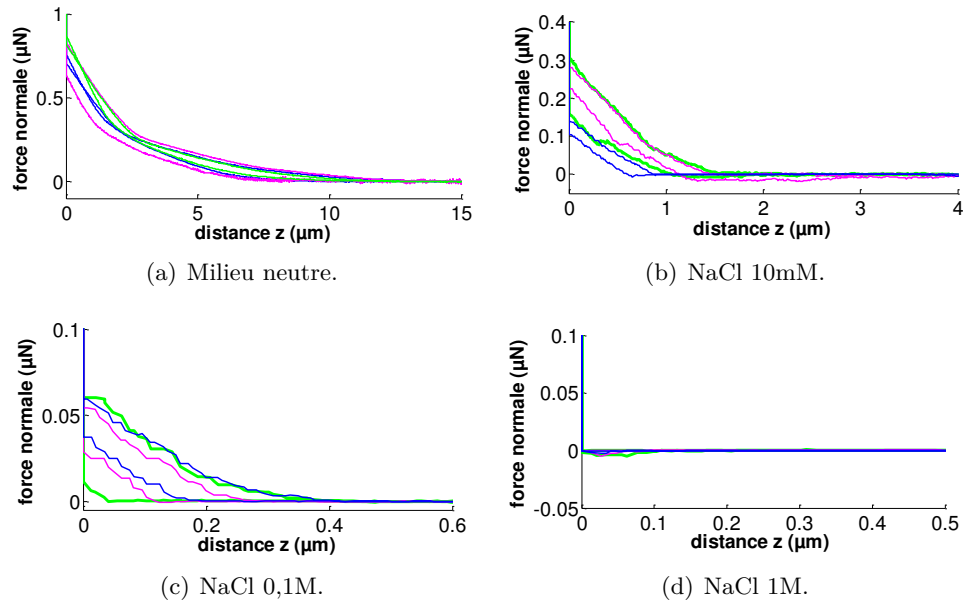 force normale (µN)
1
0.5
0
0
5
10
15
distance z (µm)
(a) Milieu neutre.
force normale (µN)
0.4
0.3
0.2
0.1
0
0
1
2
3
4
distance z (µm)
(b) NaCl 10mM.
force normale (µN)
0.1
0.05
0
0
0.2
0.4
0.6
distance z (µm)
(c) NaCl 0,1M.
force normale (µN)
0.1
0.05
0
-0.05
0
0.1
0.2
0.3
0.4
0.5
distance z (µm)
(d) NaCl 1M.